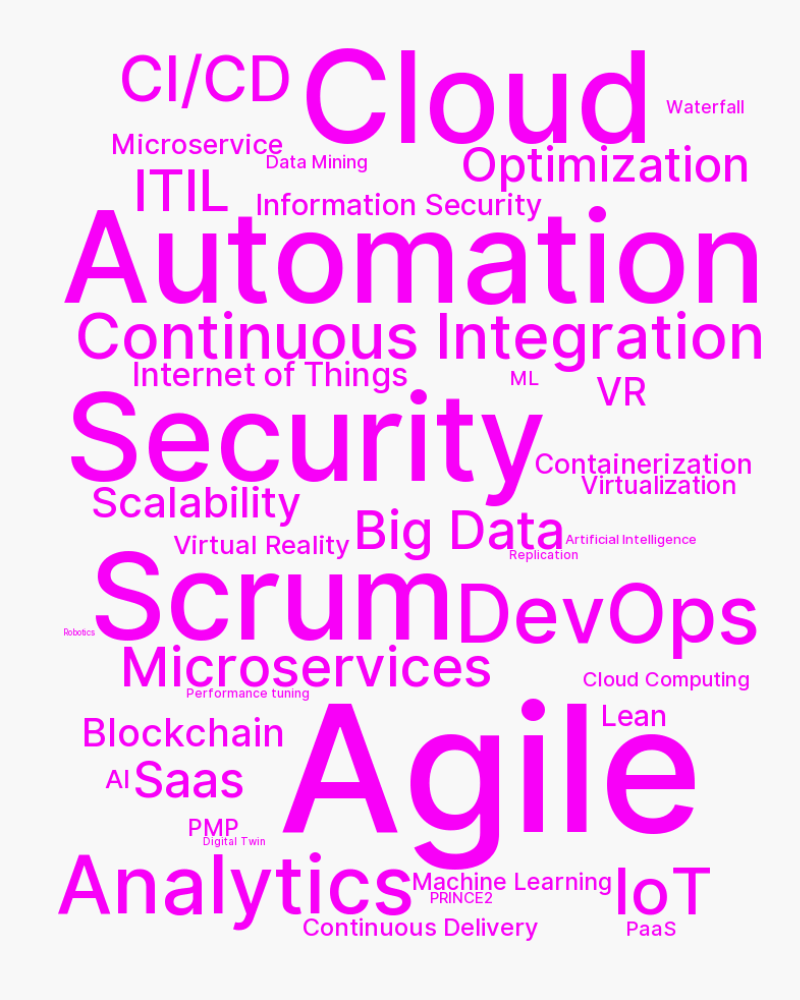 CI/CD
Cloud
Waterfall
Microservice
Data Mining
Optimization
ITIL
Information Security
Automation
Continuous Integration
Internet of Things
ML
VR
Security
Containerization
Virtualization
Scalability
Big Data
Artificial Intelligence
Virtual Reality
Replication
Scrum
DevOps
Robotics
Microservices
Cloud Computing
Performance tuning
Agile
Lean
Blockchain
AI
Saas
PMP
Digital Twin
Analytics
Machine Learning
IoT
PRINCE2
Continuous Delivery
PaaS